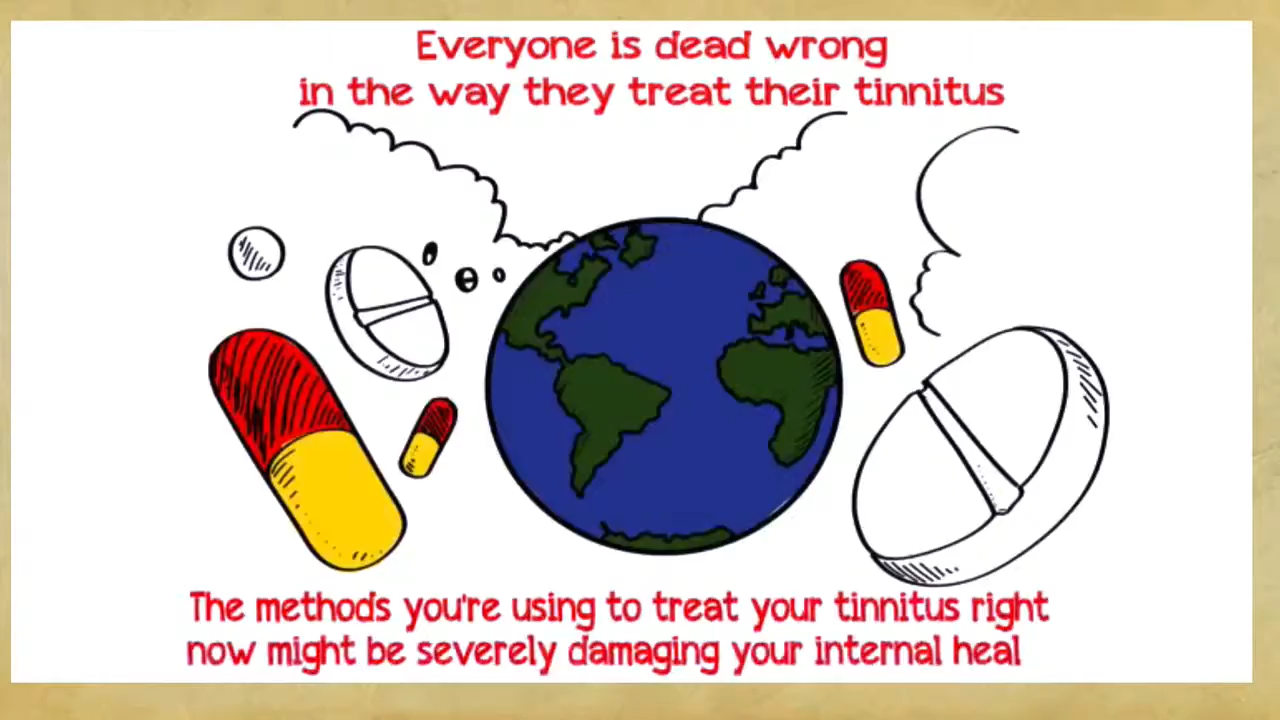 Everyone is dead wrong
in the way they treat their tinnitus
The methods you're using to treat your tinnitus right
now might be severely damaging your internal heal